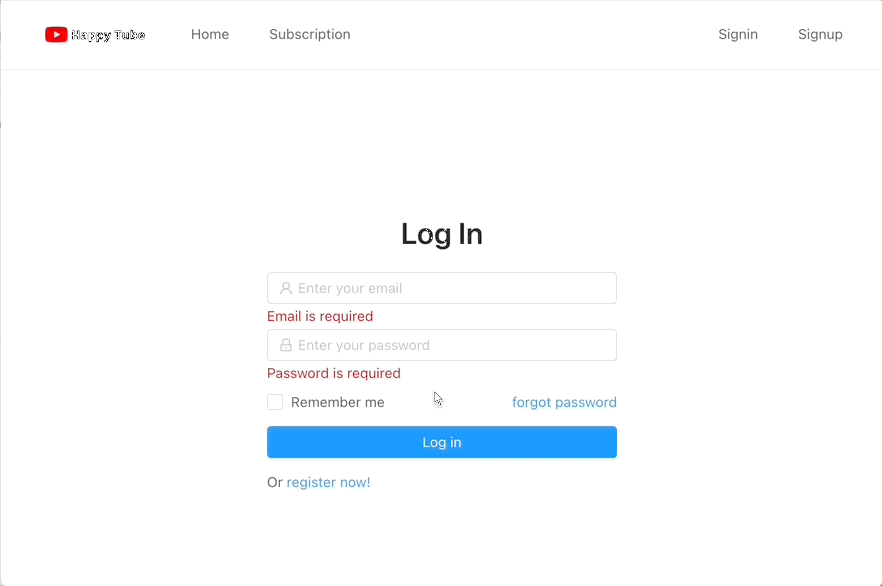 Happy Tube Home Subscription Signin Signup
Log In
Enter your email
Email is required
Enter your password
Password is required
Remember me forgot password
Log in
Or register now!